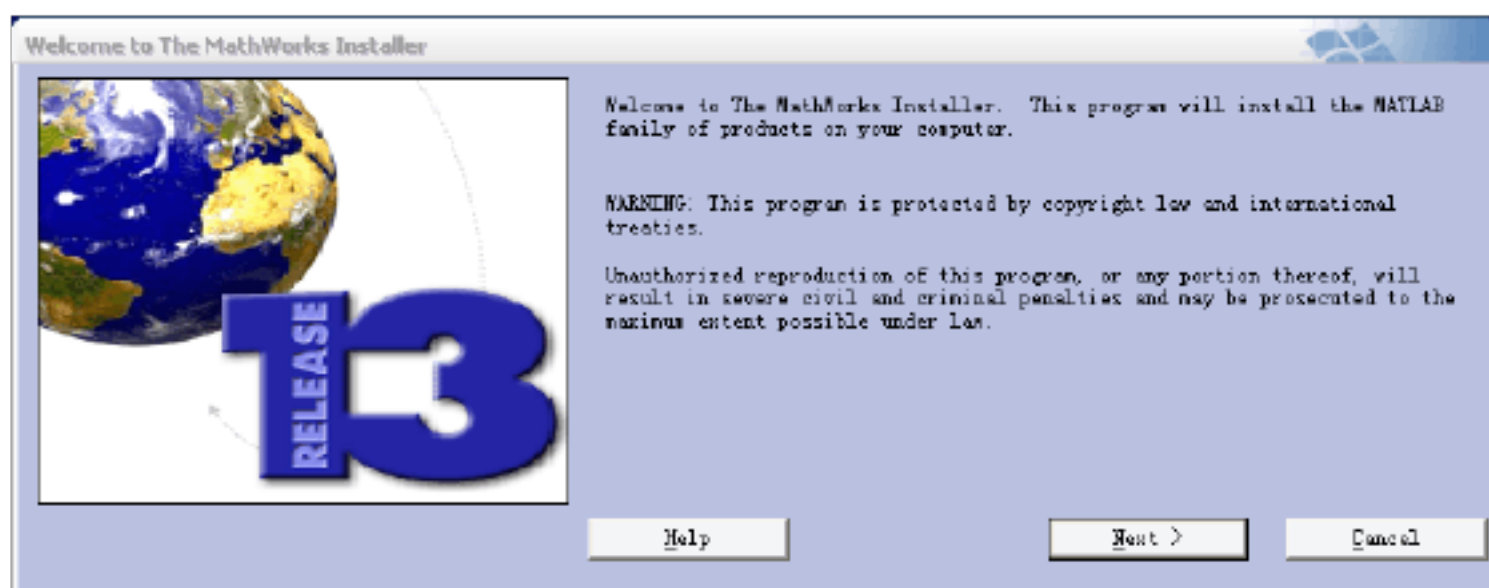 Welcome to The MathWorks Installer
Welcome to The MathWorks Installer. This program will install the MATLAB
family of products on your computer.
WARNING: This program is protected by copyright law and international
treaties.
Unauthorized reproduction of this program, or any portion thereof, will
result in severe civil and criminal penalties and may be prosecuted to the
maximum extent possible under law.
RELEASE
13
Help
Next >
Cancel